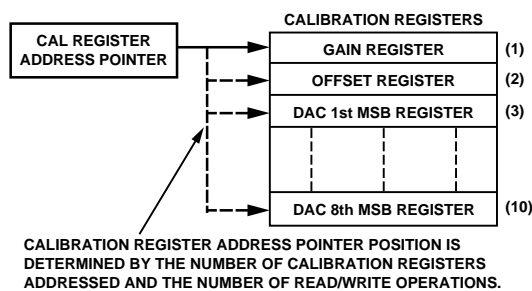 CALIBRATION REGISTERS
CAL REGISTER
ADDRESS POINTER
GAIN REGISTER
(1)
OFFSET REGISTER
(2)
DAC 1st MSB REGISTER
(3)
DAC 8th MSB REGISTER
(10)
CALIBRATION REGISTER ADDRESS POINTER POSITION IS
DETERMINED BY THE NUMBER OF CALIBRATION REGISTERS
ADDRESSED AND THE NUMBER OF READ/WRITE OPERATIONS.